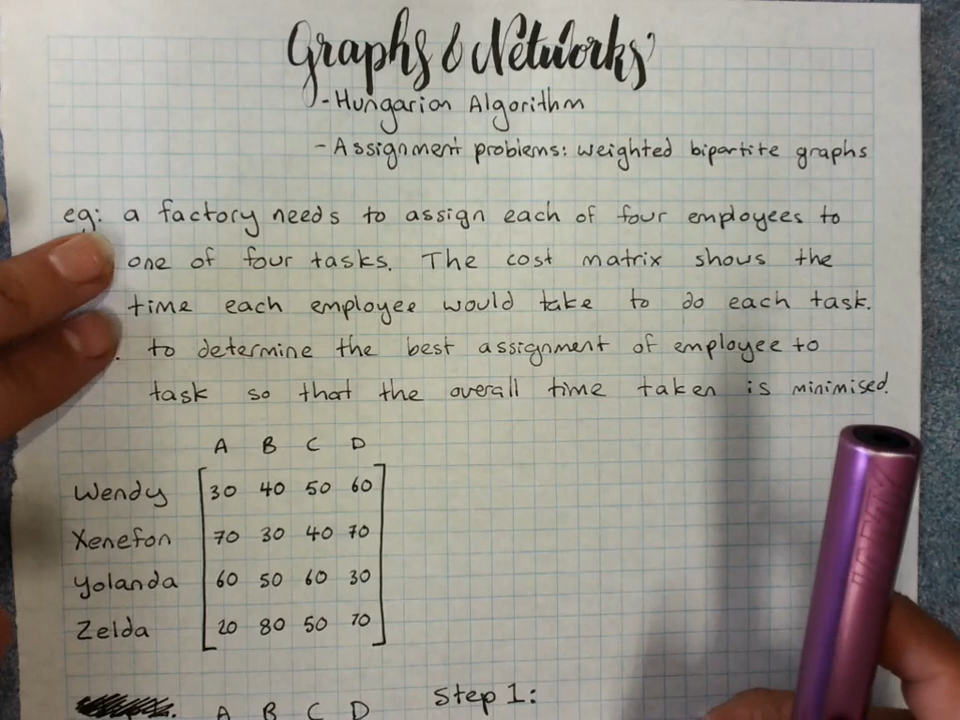 Graphs & Networks
- Hungarian Algorithm
- Assignment problems: weighted bipartite graphs
eg: a factory needs to assign each of four employees to
one of four tasks. The cost matrix shows the
time each employee would take to do each task.
to determine the best assignment of employee to
task so that the overall time taken is minimised.
A B C D
Wendy 30 40 50 60
Xenefon 70 30 40 70
Yolanda 60 50 60 30
Zelda 20 80 50 70
Step 1:
A B C D